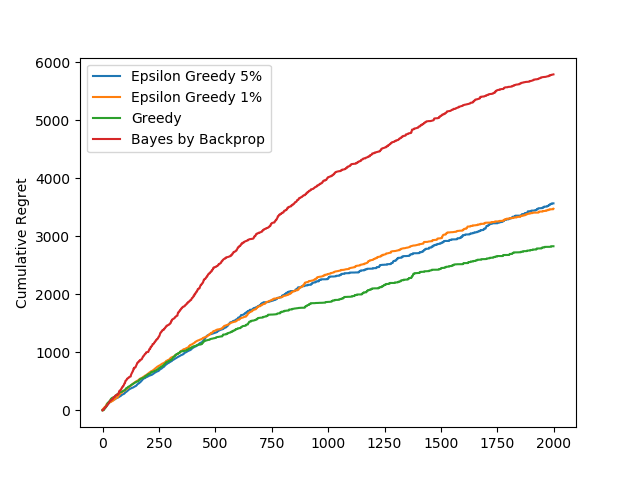 6000
5000
4000
3000
2000
1000
0
Cumulative Regret
Epsilon Greedy 5%
Epsilon Greedy 1%
Greedy
Bayes by Backprop
0 250 500 750 1000 1250 1500 1750 2000